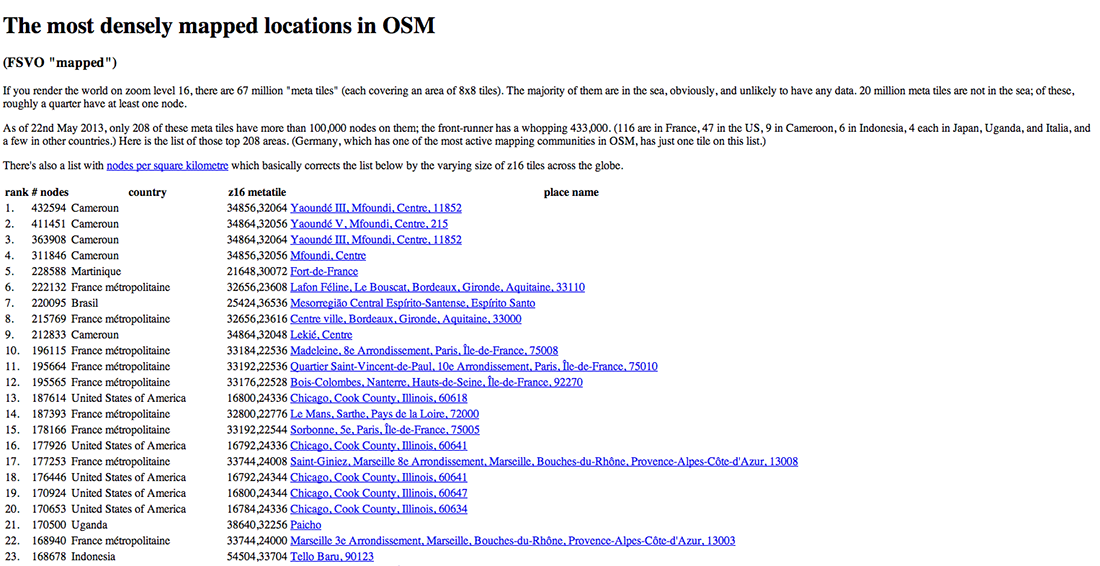 The most densely mapped locations in OSM
(FSVO "mapped")
If you render the world on zoom level 16, there are 67 million "meta tiles" (each covering an area of 8x8 tiles). The majority of them are in the sea, obviously, and unlikely to have any data. 20 million meta tiles are not in the sea; of these,
roughly a quarter have at least one node.
As of 22nd May 2013, only 208 of these meta tiles have more than 100,000 nodes on them; the front-runner has a whopping 433,000. (116 are in France, 47 in the US, 9 in Cameroon, 6 in Indonesia, 4 each in Japan, Uganda, and Italia, and
a few in other countries.) Here is the list of those top 208 areas. (Germany, which has one of the most active mapping communities in OSM, has just one tile on this list.)
There's also a list with nodes per square kilometre which basically corrects the list below by the varying size of z16 tiles across the globe.
rank # nodes country z16 metatile place name
1. 432594 Cameroun 34856,32064 Yaoundé III, Mfoundi, Centre, 11852
2. 411451 Cameroun 34864,32056 Yaoundé V, Mfoundi, Centre, 215
3. 363908 Cameroun 34864,32064 Yaoundé III, Mfoundi, Centre, 11852
4. 311846 Cameroun 34856,32056 Mfoundi, Centre
5. 228588 Martinique 21648,30072 Fort-de-France
6. 222132 France métropolitaine 32656,23608 Lafon Féline, Le Bouscat, Bordeaux, Gironde, Aquitaine, 33110
7. 220095 Brasil 25424,36536 Mesorregião Central Espírito-Santense, Espírito Santo
8. 215769 France métropolitaine 32656,23616 Centre ville, Bordeaux, Gironde, Aquitaine, 33000
9. 212833 Cameroun 34864,32048 Lekié, Centre
10. 196115 France métropolitaine 33184,22536 Madeleine, 8e Arrondissement, Paris, Île-de-France, 75008
11. 195664 France métropolitaine 33192,22536 Quartier Saint-Vincent-de-Paul, 10e Arrondissement, Paris, Île-de-France, 75010
12. 195565 France métropolitaine 33176,22528 Bois-Colombes, Nanterre, Hauts-de-Seine, Île-de-France, 92270
13. 187614 United States of America 16800,24336 Chicago, Cook County, Illinois, 60618
14. 187393 France métropolitaine 32800,22776 Le Mans, Sarthe, Pays de la Loire, 72000
15. 178166 France métropolitaine 33192,22544 Sorbonne, 5e, Paris, Île-de-France, 75005
16. 177926 United States of America 16792,24336 Chicago, Cook County, Illinois, 60641
17. 177253 France métropolitaine 33744,24008 Saint-Giniez, Marseille 8e Arrondissement, Marseille, Bouches-du-Rhône, Provence-Alpes-Côte-d'Azur, 13008
18. 176446 United States of America 16792,24344 Chicago, Cook County, Illinois, 60641
19. 170924 United States of America 16800,24344 Chicago, Cook County, Illinois, 60647
20. 170653 United States of America 16784,24336 Chicago, Cook County, Illinois, 60634
21. 170500 Uganda 38640,32256 Paicho
22. 168940 France métropolitaine 33744,24000 Marseille 3e Arrondissement, Marseille, Bouches-du-Rhône, Provence-Alpes-Côte-d'Azur, 13003
23. 168678 Indonesia 54504,33704 Tello Baru, 90123